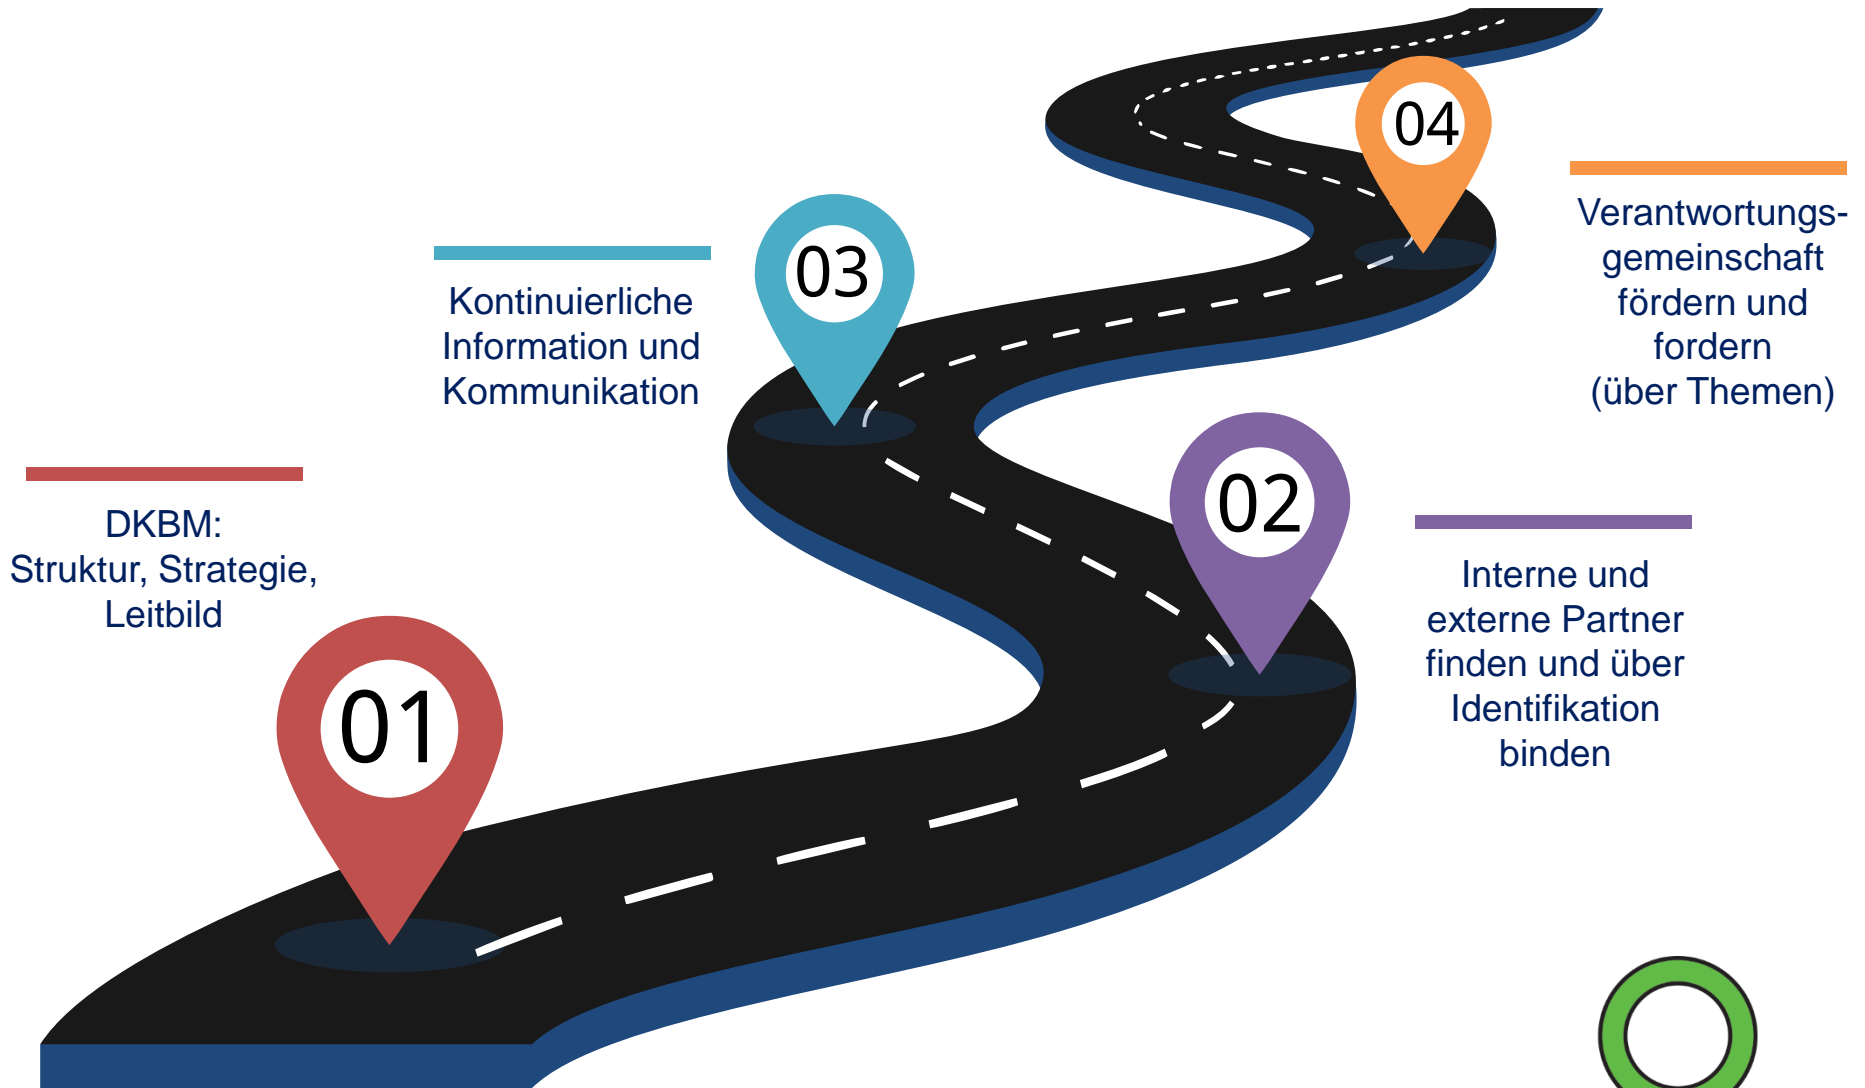 01
DKBM:
Struktur, Strategie,
Leitbild
02
Interne und
externe Partner
finden und über
Identifikation
binden
03
Kontinuierliche
Information und
Kommunikation
04
Verantwortungs-
gemeinschaft
fördern und
fordern
(über Themen)